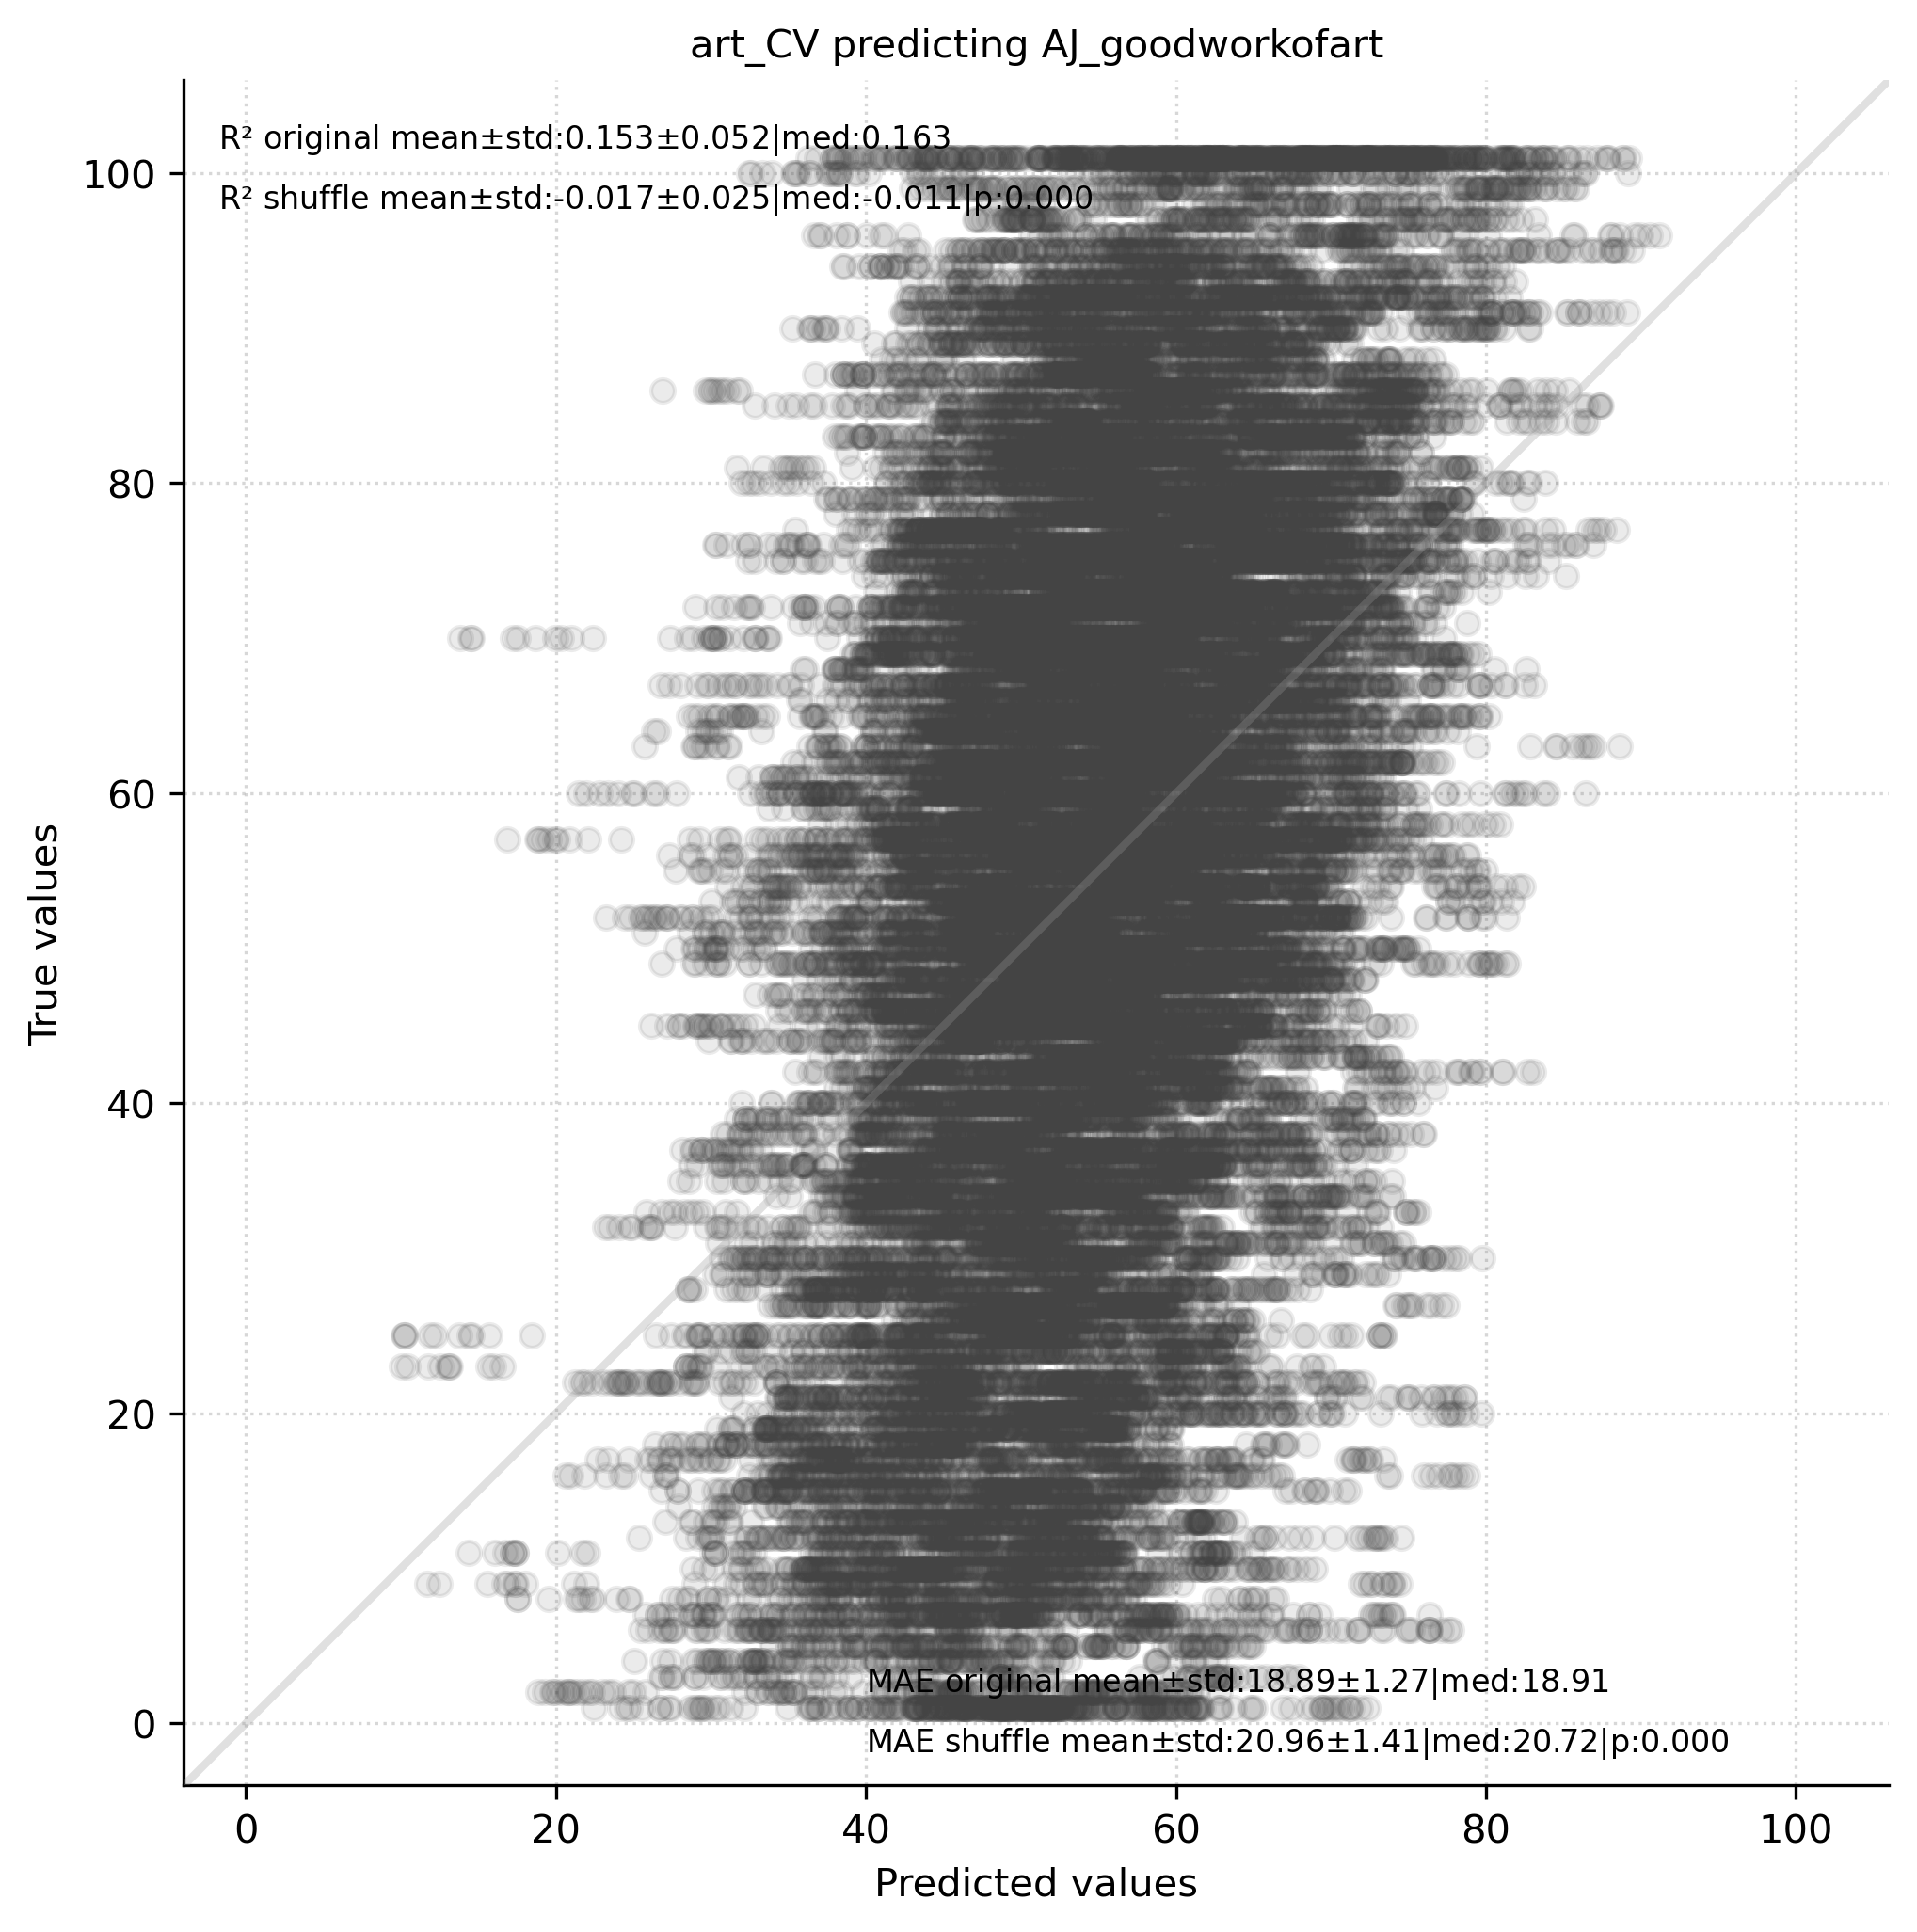 art_CV predicting AJ_goodworkofart
R² original mean±std:0.153±0.052|med:0.163
R² shuffle mean±std:-0.017±0.025|med:-0.011|p:0.000
100
80
60
40
20
0
True values
MAE original mean±std:18.89±1.27|med:18.91
MAE shuffle mean±std:20.96±1.41|med:20.72|p:0.000
0 20 40 60 80 100
Predicted values